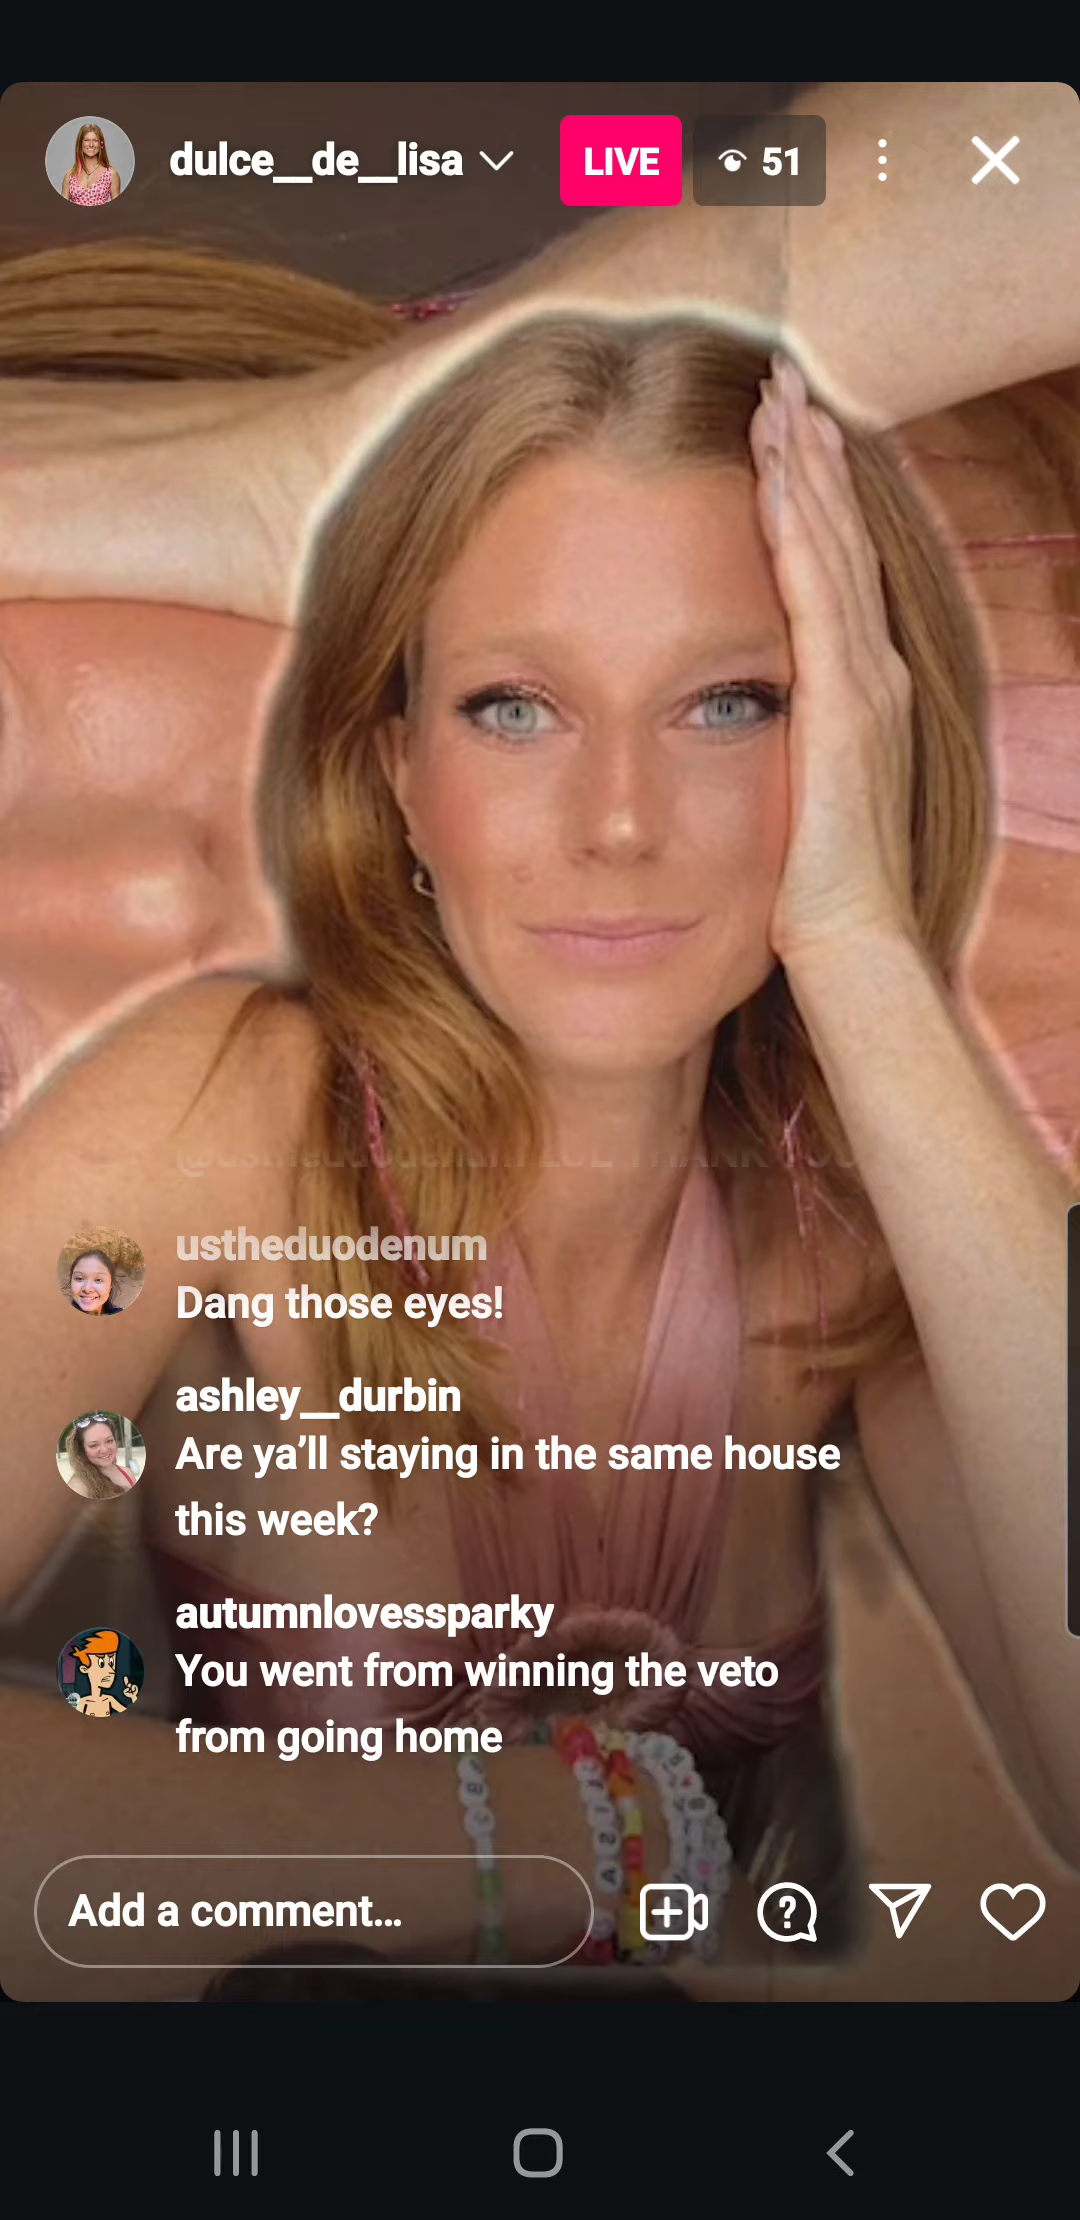 dulce__de__lisa
LIVE
51
ustheduodenum
Dang those eyes!
ashley__durbin
Are ya’ll staying in the same house
this week?
autumnlovessparky
You went from winning the veto
from going home
Add a comment...